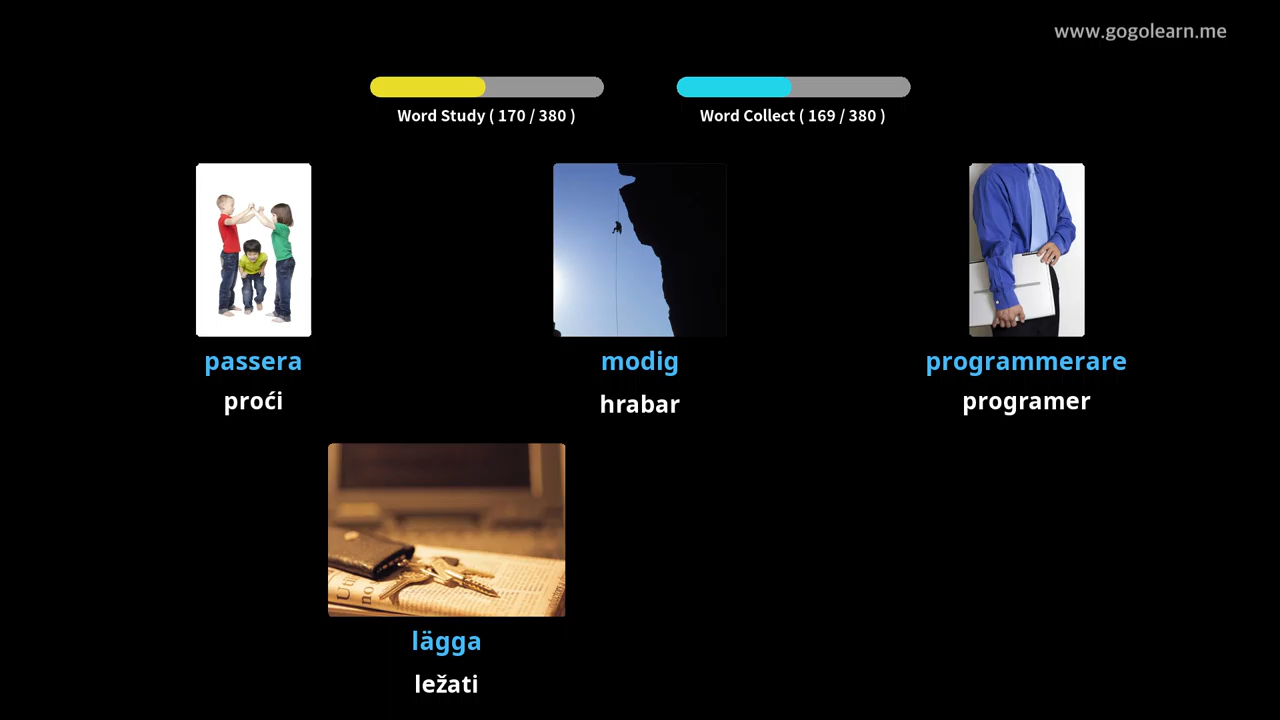 www.gogolearn.me
Word Study ( 170 / 380 )
Word Collect ( 169 / 380 )
passera
proći
modig
hrabar
programmerare
programer
lägga
ležati